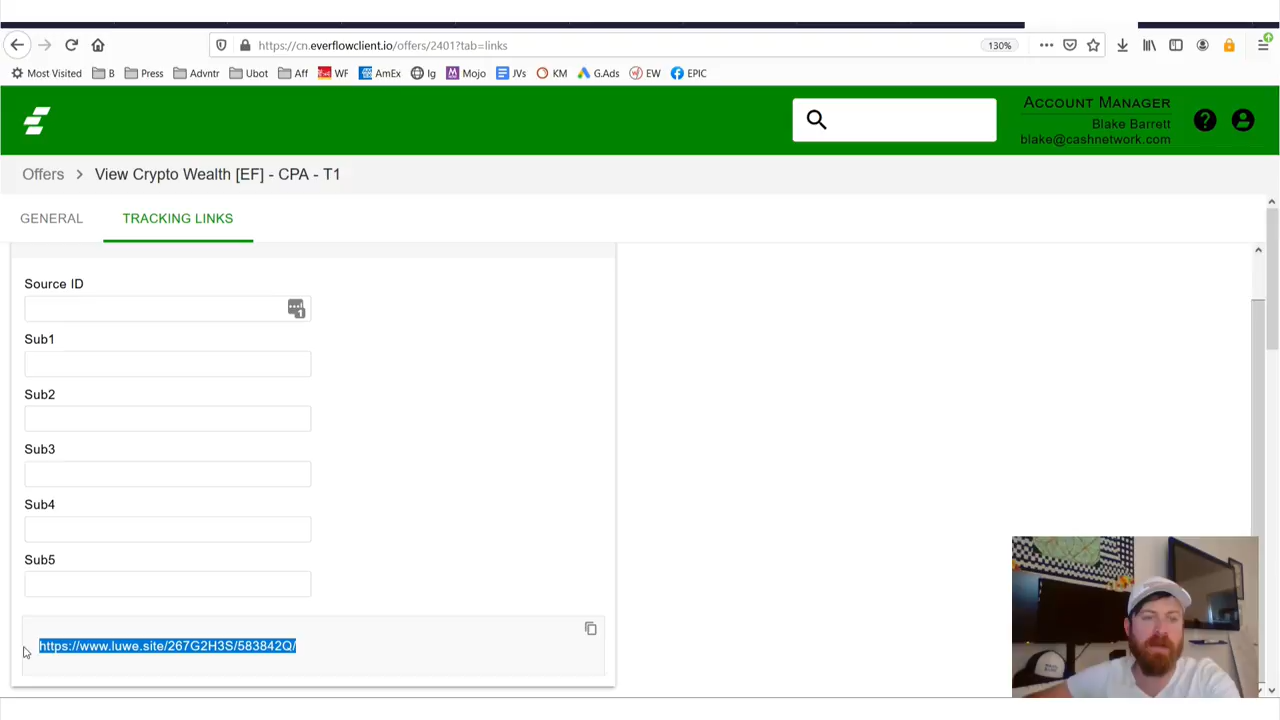 https://cn.everflowclient.io/offers/2401?tab=links
130%
Most Visited B Press Advntr Ubot Aff WF AmEx Ig Mojo JVs KM G.Ads EW EPIC
ACCOUNT MANAGER
Blake Barrett
blake@cashnetwork.com
Offers > View Crypto Wealth [EF] - CPA - T1
GENERAL TRACKING LINKS
Source ID
1
Sub1
Sub2
Sub3
Sub4
Sub5
https://www.luwe.site/267G2H3S/583842Q/